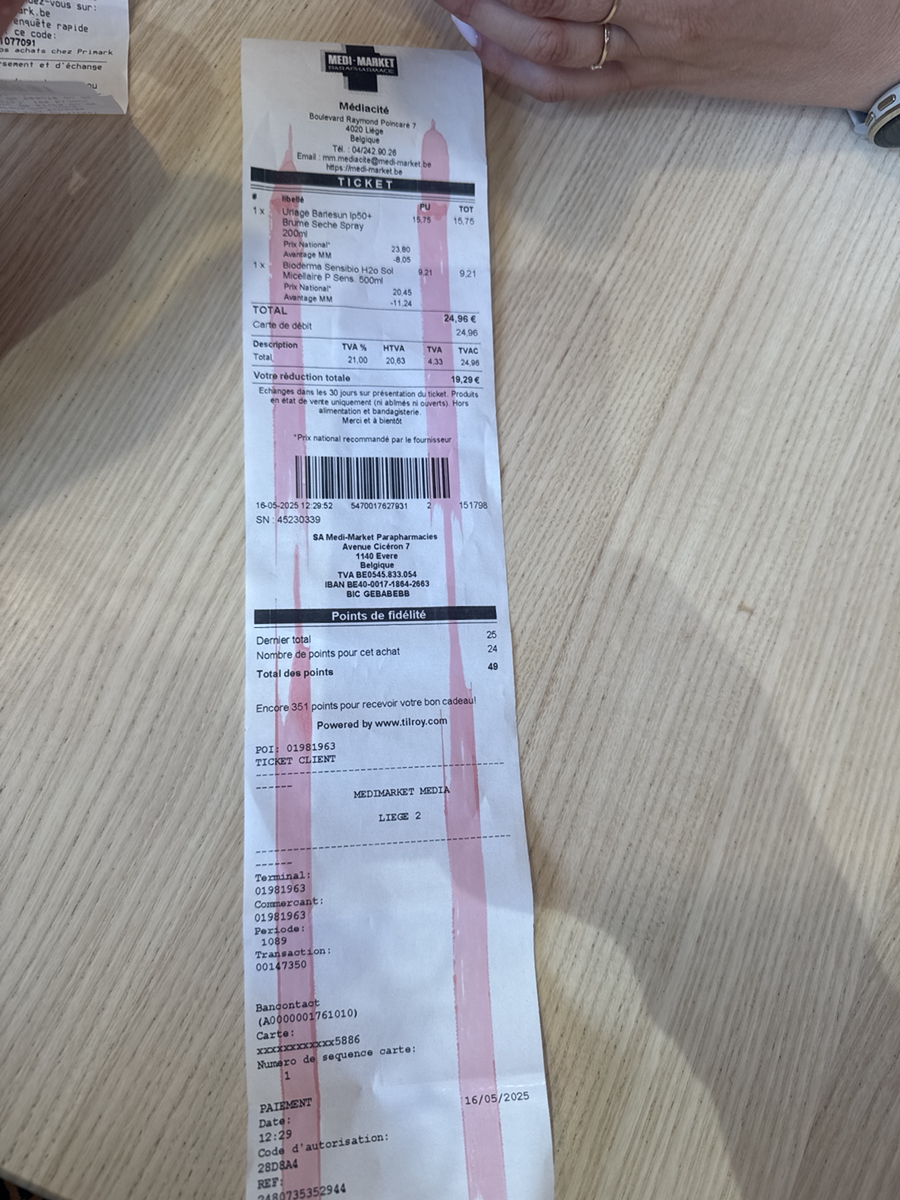 ark.be
enquête rapide
ce code:
1077091
os achats chez Primark
rsement et d'échange
MEDI-MARKET
PARAPHARMACIE
Médiacité
Boulevard Raymond Poincaré 7
4020 Liège
Belgique
Tél. : 04/242.90.26
Email : mm.mediacite@medi-market.be
https://medi-market.be
TICKET
# libellé PU TOT
1 x Uriage Bariesun Ip50+ 15,75 15,75
Brume Seche Spray
200ml
Prix National* 23,80
Avantage MM -8,05
1 x Bioderma Sensibio H2o Sol 9,21 9,21
Micellaire P Sens. 500ml
Prix National* 20,45
Avantage MM -11,24
TOTAL 24,96 €
Carte de débit 24,96
Description TVA % HTVA TVA TVAC
Total 21,00 20,63 4,33 24,96
Votre réduction totale 19,29 €
Echanges dans les 30 jours sur présentation du ticket. Produits
en état de vente uniquement (ni abîmés ni ouverts). Hors
alimentation et bandagisterie.
Merci et à bientôt
*Prix national recommandé par le fournisseur
16-05-2025 12:29:52 5470017627931 2 151798
SN : 45230339
SA Medi-Market Parapharmacies
Avenue Cicéron 7
1140 Evere
Belgique
TVA BE0545.833.054
IBAN BE40-0017-1864-2663
BIC GEBABEBB
Points de fidélité
Dernier total 25
Nombre de points pour cet achat 24
Total des points 49
Encore 351 points pour recevoir votre bon cadeau!
Powered by www.tilroy.com
POI: 01981963
TICKET CLIENT
------------------------------
------
MEDIMARKET MEDIA
LIEGE 2
------------------------------
------
Terminal:
01981963
Commercant:
01981963
Periode:
1089
Transaction:
00147350
Bancontact
(A0000001761010)
Carte:
xxxxxxxxxxxx5886
Numero de sequence carte:
1
PAIEMENT
Date: 16/05/2025
12:29
Code d'autorisation:
28D8A4
REF:
2480735352944